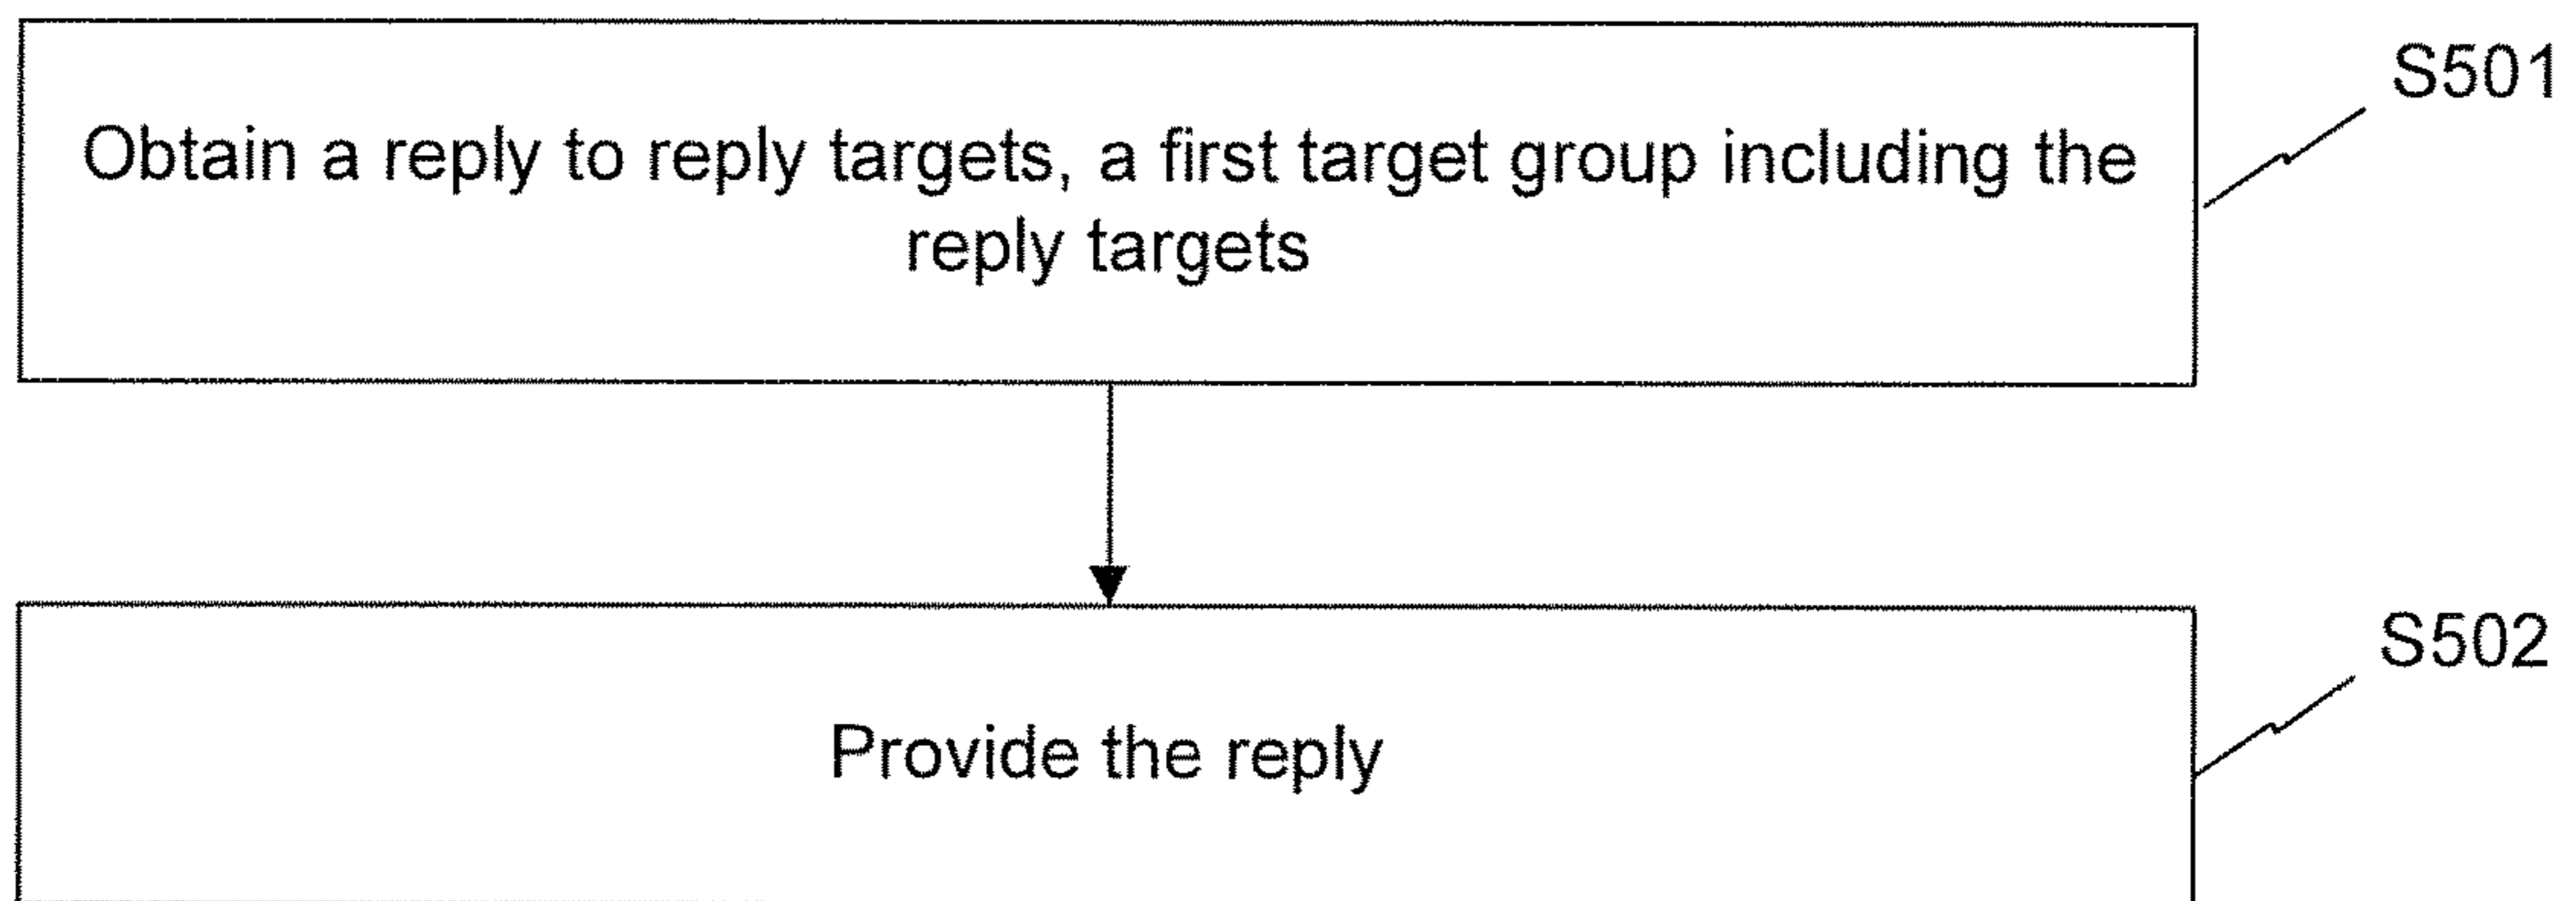 S501
Obtain a reply to reply targets, a first target group including the
reply targets
S502
Provide the reply